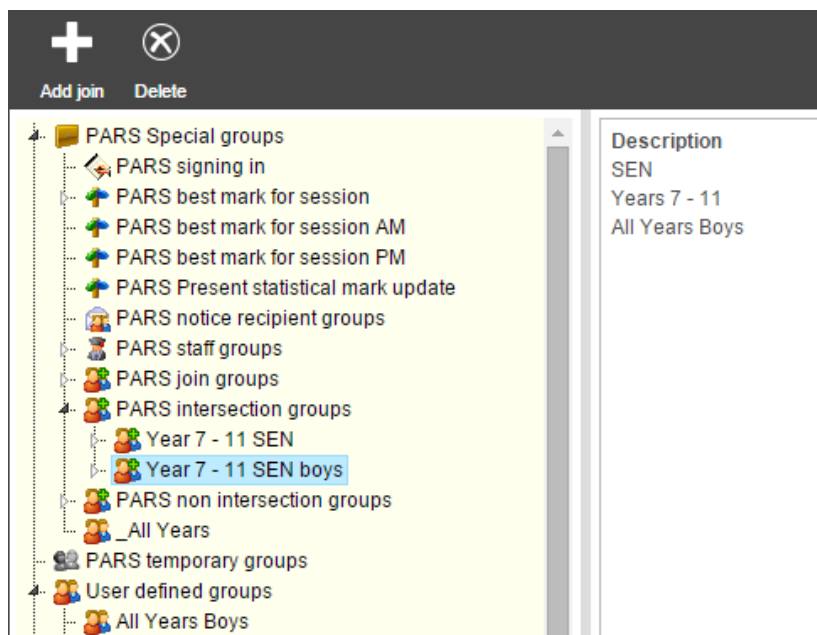 Add join Delete
PARS Special groups
PARS signing in
PARS best mark for session
PARS best mark for session AM
PARS best mark for session PM
PARS Present statistical mark update
PARS notice recipient groups
PARS staff groups
PARS join groups
PARS intersection groups
Year 7 - 11 SEN
Year 7 - 11 SEN boys
PARS non intersection groups
_All Years
PARS temporary groups
User defined groups
All Years Boys
Description
SEN
Years 7 - 11
All Years Boys